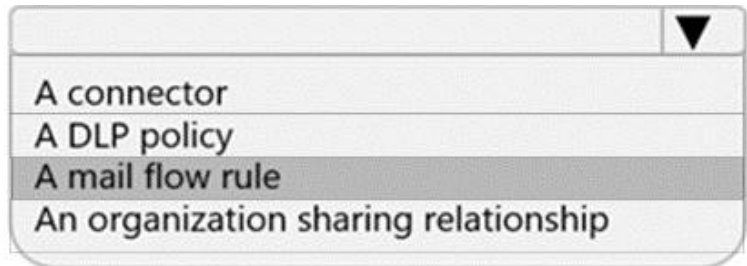 A connector
A DLP policy
A mail flow rule
An organization sharing relationship